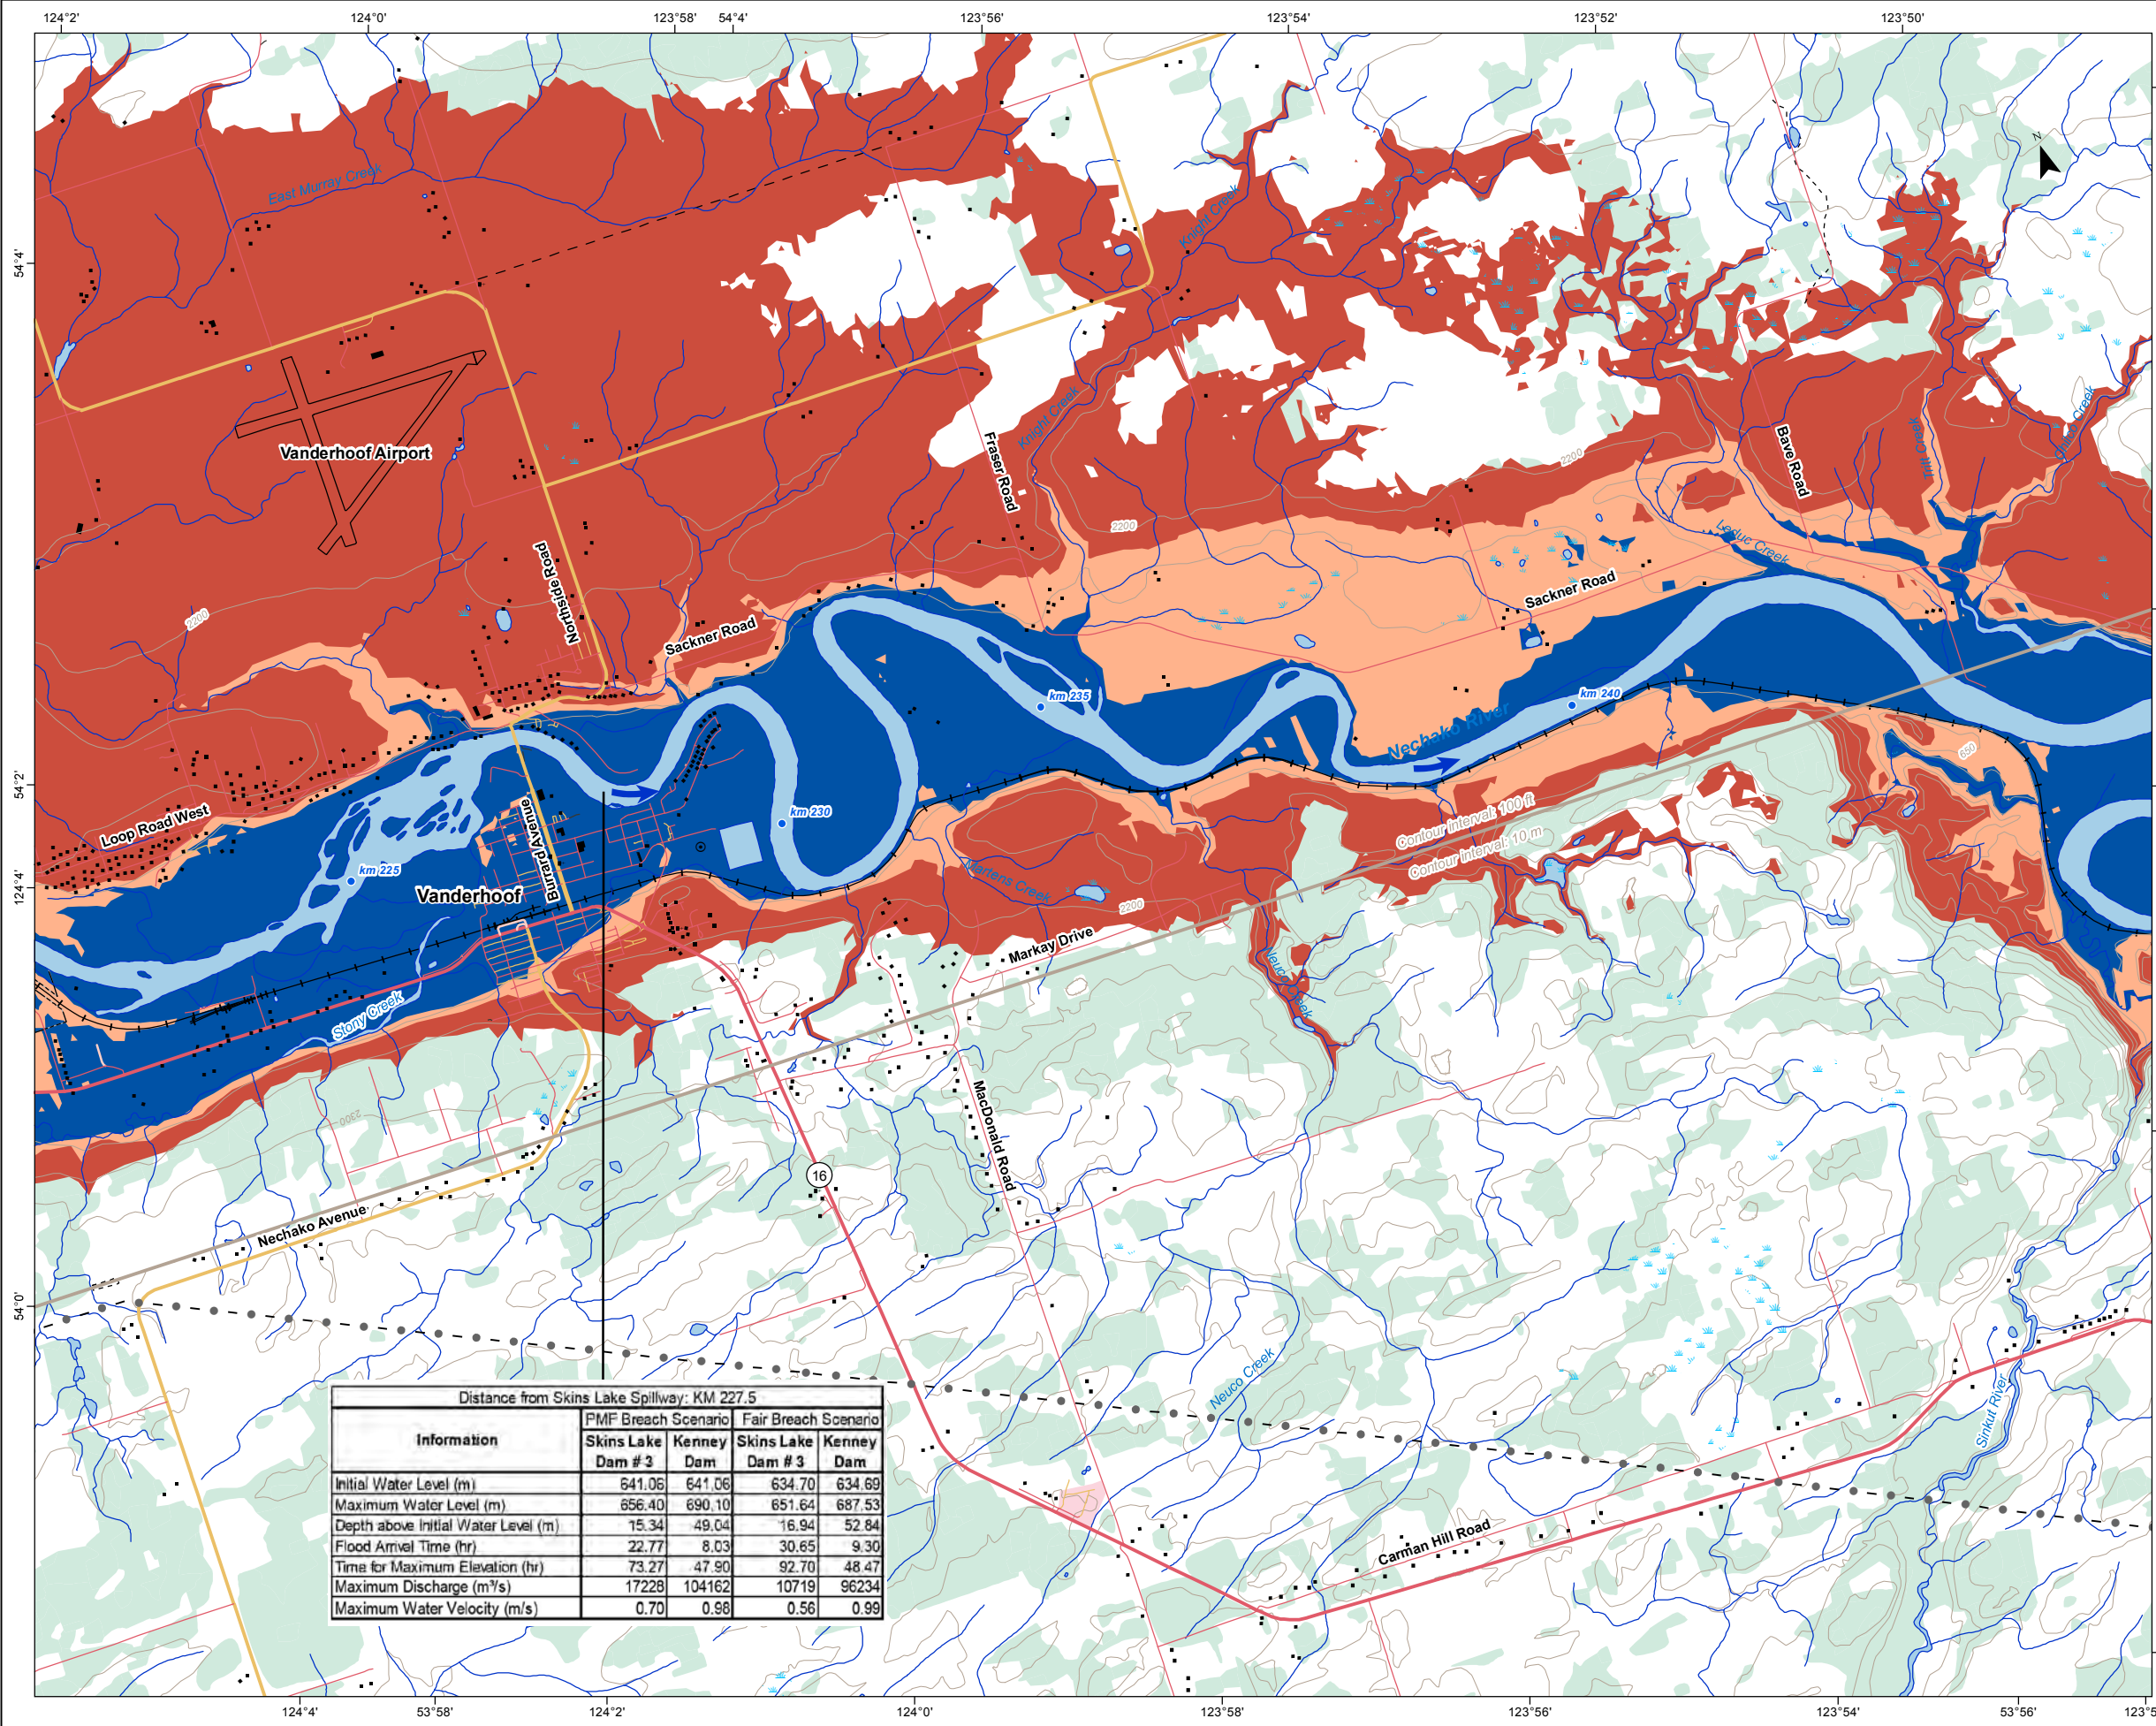 124°2'
124°0'
123°58'
54°4'
123°56'
123°54'
123°52'
123°50'
N
East Murray Creek
Knight Creek
54°4'
Vanderhoof Airport
Knight Creek
Fraser Road
2200
Bave Road
2200
Leduc Creek
Northside Road
Sackner Road
2200
Sackner Road
km 235
km 240
Nechako River
650
54°2'
Loop Road West
km 230
Contour interval: 100 ft
Contour interval: 10 m
km 225
Burrard Avenue
Vanderhoof
Martens Creek
2200
124°4'
Markay Drive
Neuco Creek
Stony Creek
2300
MacDonald Road
16
Nechako Avenue
54°0'
Neuco Creek
Sinkut River
Carman Hill Road
Distance from Skins Lake Spillway: KM 227.5
Information PMF Breach Scenario Fair Breach Scenario
Skins Lake Dam # 3 Kenney Dam Skins Lake Dam # 3 Kenney Dam
Initial Water Level (m) 641.06 641.06 634.70 634.69
Maximum Water Level (m) 656.40 690.10 651.64 687.53
Depth above Initial Water Level (m) 15.34 49.04 16.94 52.84
Flood Arrival Time (hr) 22.77 8.03 30.65 9.30
Time for Maximum Elevation (hr) 73.27 47.90 92.70 48.47
Maximum Discharge (m³/s) 17228 104162 10719 96234
Maximum Water Velocity (m/s) 0.70 0.98 0.56 0.99
124°4'
53°58'
124°2'
124°0'
123°58'
123°56'
123°54'
53°56'